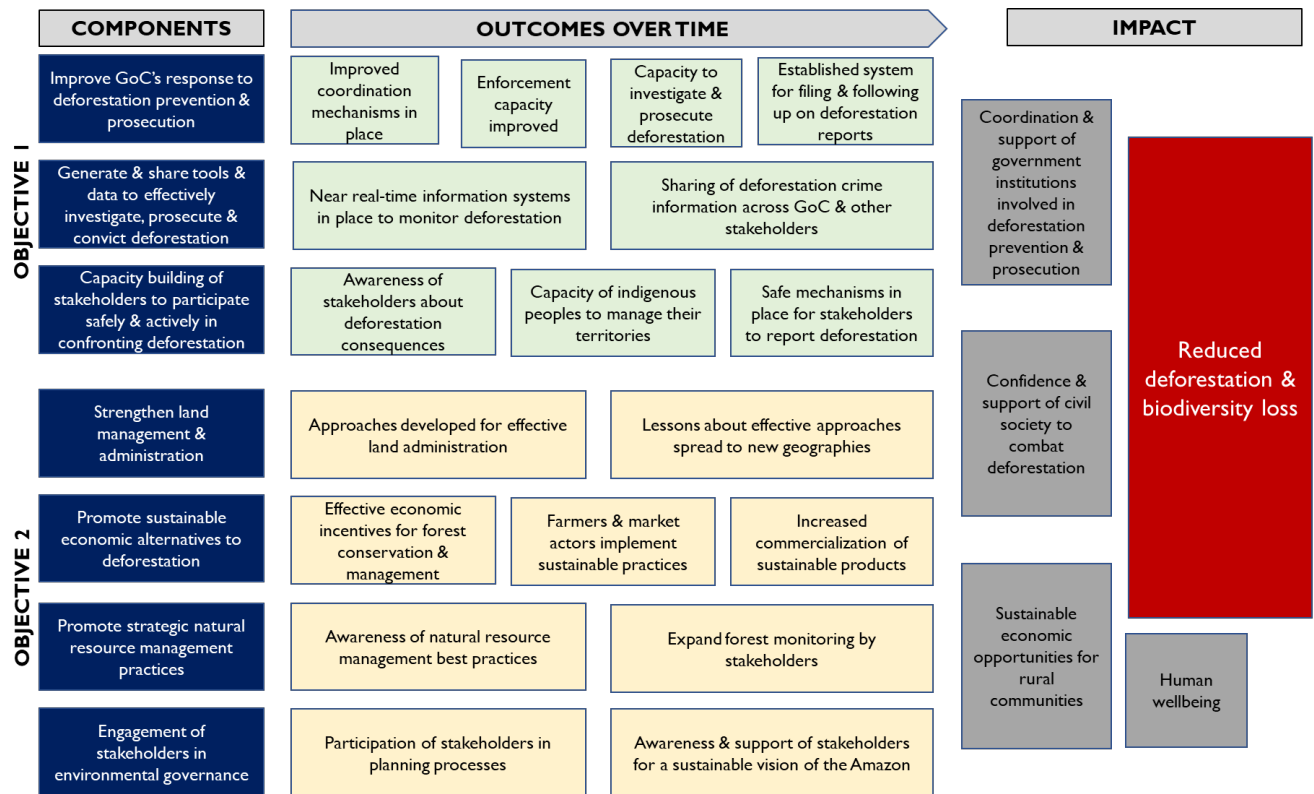 COMPONENTS
OUTCOMES OVER TIME
IMPACT
OBJECTIVE 1
Improve GoC's response to
deforestation prevention &
prosecution
Improved
coordination
mechanisms in
place
Enforcement
capacity
improved
Capacity to
investigate &
prosecute
deforestation
Established system
for filing & following
up on deforestation
reports
Generate & share tools &
data to effectively
investigate, prosecute &
convict deforestation
Near real-time information systems
in place to monitor deforestation
Sharing of deforestation crime
information across GoC & other
stakeholders
Capacity building of
stakeholders to participate
safely & actively in
confronting deforestation
Awareness of
stakeholders about
deforestation
consequences
Capacity of indigenous
peoples to manage their
territories
Safe mechanisms in
place for stakeholders
to report deforestation
OBJECTIVE 2
Strengthen land
management &
administration
Approaches developed for effective
land administration
Lessons about effective approaches
spread to new geographies
Promote sustainable
economic alternatives to
deforestation
Effective economic
incentives for forest
conservation &
management
Farmers & market
actors implement
sustainable practices
Increased
commercialization of
sustainable products
Promote strategic natural
resource management
practices
Awareness of natural resource
management best practices
Expand forest monitoring by
stakeholders
Engagement of
stakeholders in
environmental governance
Participation of stakeholders in
planning processes
Awareness & support of stakeholders
for a sustainable vision of the Amazon
Coordination &
support of
government
institutions
involved in
deforestation
prevention &
prosecution
Confidence &
support of civil
society to
combat
deforestation
Sustainable
economic
opportunities for
rural
communities
Reduced
deforestation &
biodiversity loss
Human
wellbeing